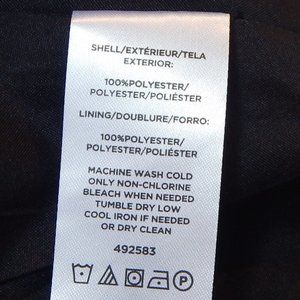 SHELL/EXTÉRIEUR/TELA
EXTERIOR:
100%POLYESTER/
POLYESTER/POLIÉSTER
LINING/DOUBLURE/FORRO:
100%POLYESTER/
POLYESTER/POLIÉSTER
MACHINE WASH COLD
ONLY NON-CHLORINE
BLEACH WHEN NEEDED
TUMBLE DRY LOW
COOL IRON IF NEEDED
OR DRY CLEAN
492583
P